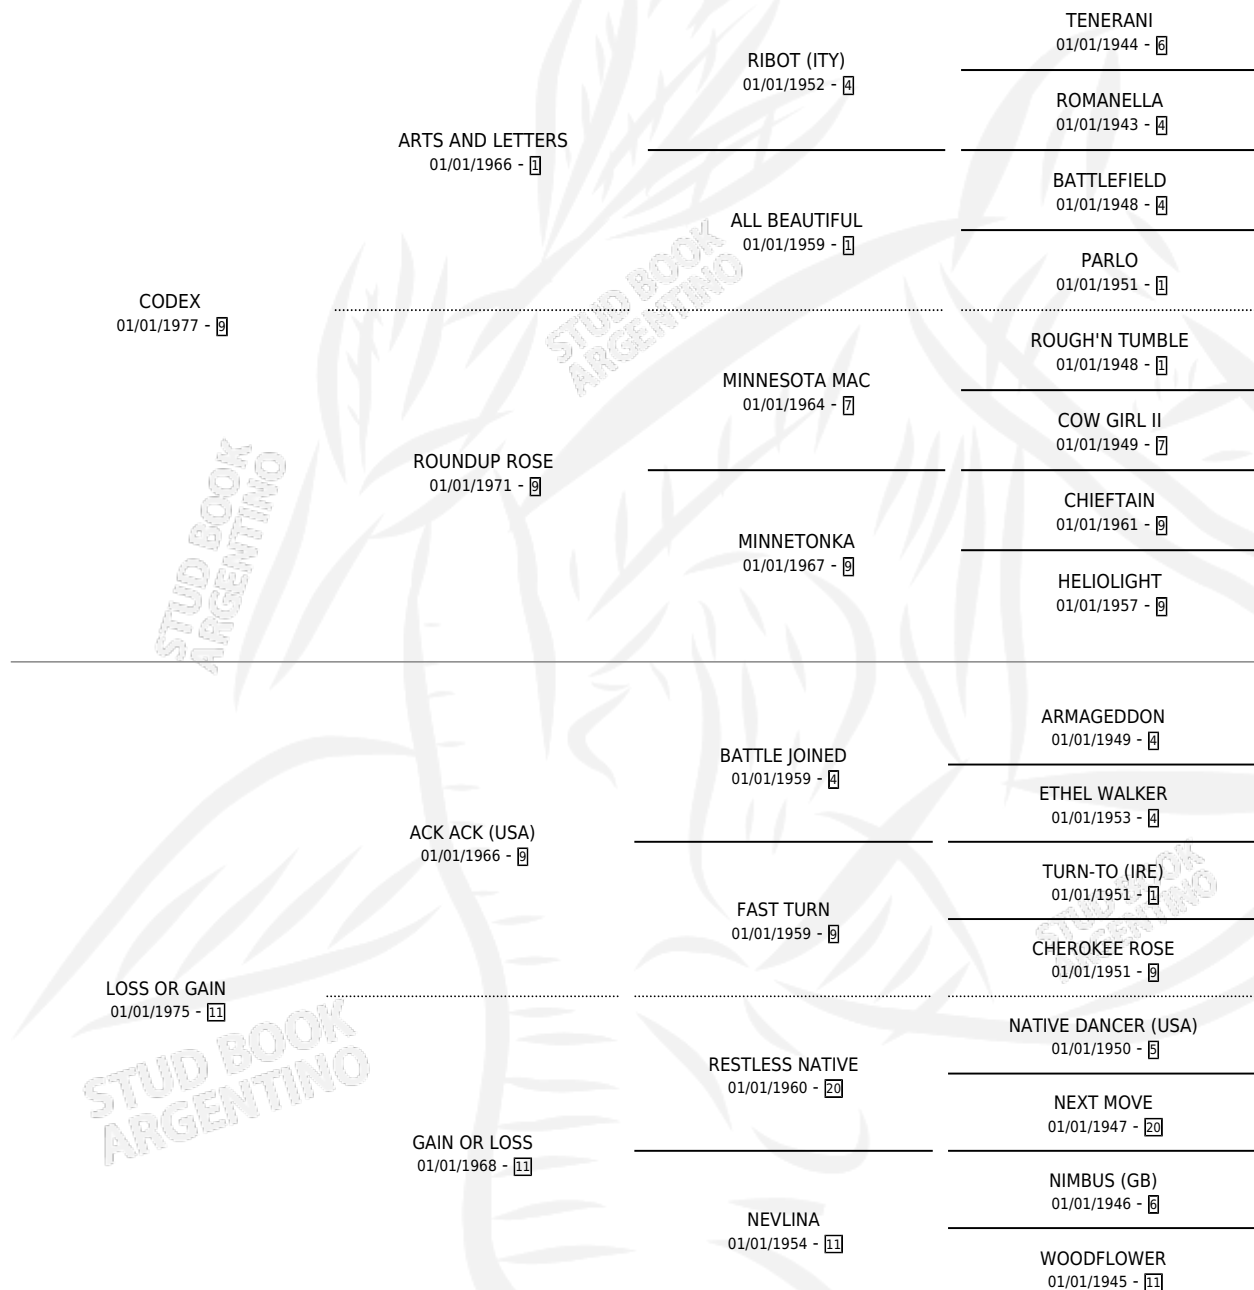 TENERANI
01/01/1944 - 6
RIBOT (ITY)
01/01/1952 - 4
ROMANELLA
01/01/1943 - 4
ARTS AND LETTERS
01/01/1966 - 1
BATTLEFIELD
01/01/1948 - 4
ALL BEAUTIFUL
01/01/1959 - 1
PARLO
01/01/1951 - 1
STUD BOOK
ARGENTINO
CODEX
01/01/1977 - 9
ROUGH'N TUMBLE
01/01/1948 - 1
MINNESOTA MAC
01/01/1964 - 7
COW GIRL II
01/01/1949 - 7
ROUNDUP ROSE
01/01/1971 - 9
CHIEFTAIN
01/01/1961 - 9
MINNETONKA
01/01/1967 - 9
HELIOLIGHT
01/01/1957 - 9
STUD BOOK
ARGENTINO
ARMAGEDDON
01/01/1949 - 4
BATTLE JOINED
01/01/1959 - 4
ETHEL WALKER
01/01/1953 - 4
ACK ACK (USA)
01/01/1966 - 9
TURN-TO (IRE)
01/01/1951 - 1
FAST TURN
01/01/1959 - 9
CHEROKEE ROSE
01/01/1951 - 9
STUD BOOK
ARGENTINO
LOSS OR GAIN
01/01/1975 - 11
NATIVE DANCER (USA)
01/01/1950 - 5
RESTLESS NATIVE
01/01/1960 - 20
NEXT MOVE
01/01/1947 - 20
STUD BOOK
ARGENTINO
GAIN OR LOSS
01/01/1968 - 11
NIMBUS (GB)
01/01/1946 - 6
NEVLINA
01/01/1954 - 11
WOODFLOWER
01/01/1945 - 11